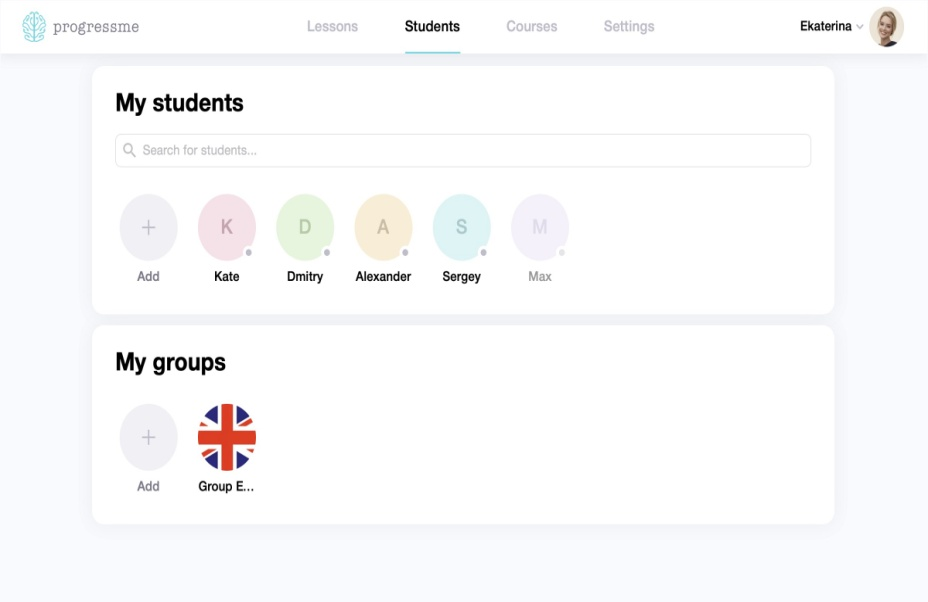 progressme
Lessons
Students
Courses
Settings
Ekaterina
My students
Search for students...
K
D
A
S
M
Add
Kate
Dmitry
Alexander
Sergey
Max
My groups
Add
Group E...